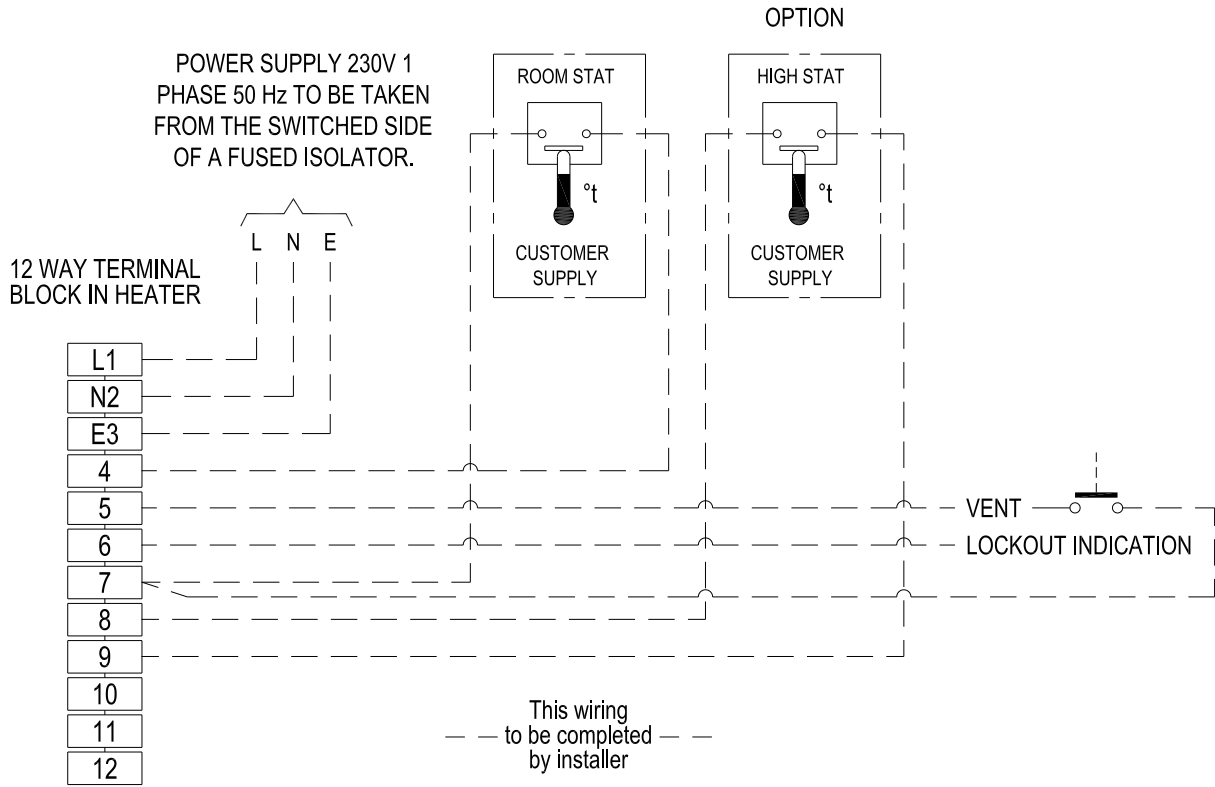 OPTION
POWER SUPPLY 230V 1
PHASE 50 Hz TO BE TAKEN
FROM THE SWITCHED SIDE
OF A FUSED ISOLATOR.
ROOM STAT
HIGH STAT
°t
°t
CUSTOMER
SUPPLY
CUSTOMER
SUPPLY
L N E
12 WAY TERMINAL
BLOCK IN HEATER
L1
N2
E3
4
5
VENT
6
LOCKOUT INDICATION
7
8
9
10
11
12
This wiring
to be completed
by installer